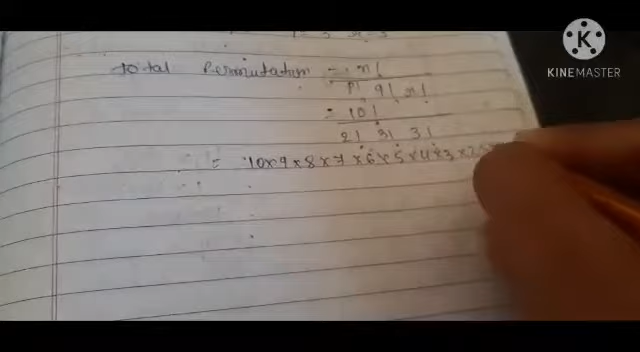 KINEMASTER
Total Permutation = n!
p! q! r!
= 10!
2! 3! 3!
= 10×9×8×7×6×5×4×3×2